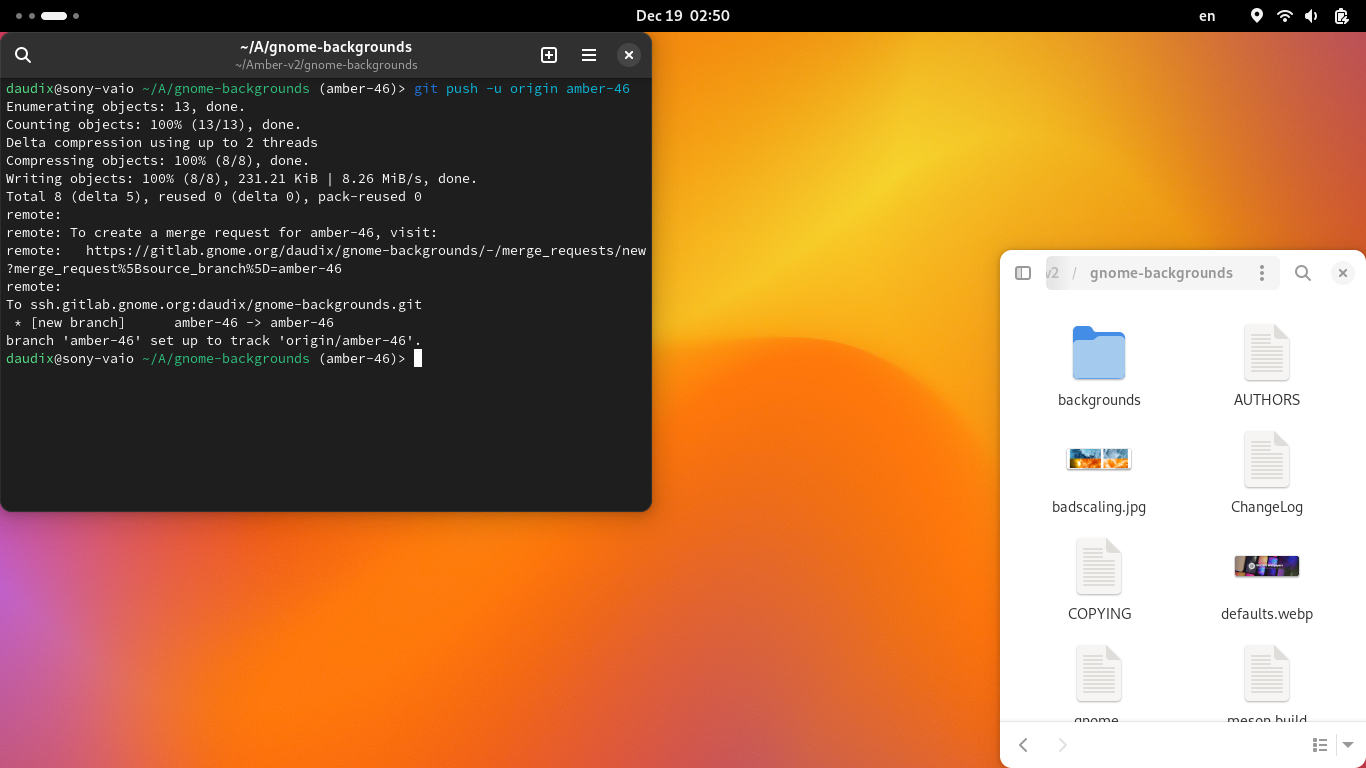 Dec 19 02:50
en
~/A/gnome-backgrounds
~/Amber-v2/gnome-backgrounds
daudix@sony-vaio ~/A/gnome-backgrounds (amber-46)> git push -u origin amber-46
Enumerating objects: 13, done.
Counting objects: 100% (13/13), done.
Delta compression using up to 2 threads
Compressing objects: 100% (8/8), done.
Writing objects: 100% (8/8), 231.21 KiB | 8.26 MiB/s, done.
Total 8 (delta 5), reused 0 (delta 0), pack-reused 0
remote:
remote: To create a merge request for amber-46, visit:
remote:   https://gitlab.gnome.org/daudix/gnome-backgrounds/-/merge_requests/new
?merge_request%5Bsource_branch%5D=amber-46
remote:
To ssh.gitlab.gnome.org:daudix/gnome-backgrounds.git
 * [new branch]      amber-46 -> amber-46
branch 'amber-46' set up to track 'origin/amber-46'.
daudix@sony-vaio ~/A/gnome-backgrounds (amber-46)>
v2 / gnome-backgrounds
backgrounds
AUTHORS
badscaling.jpg
ChangeLog
COPYING
defaults.webp
gnome
meson.build